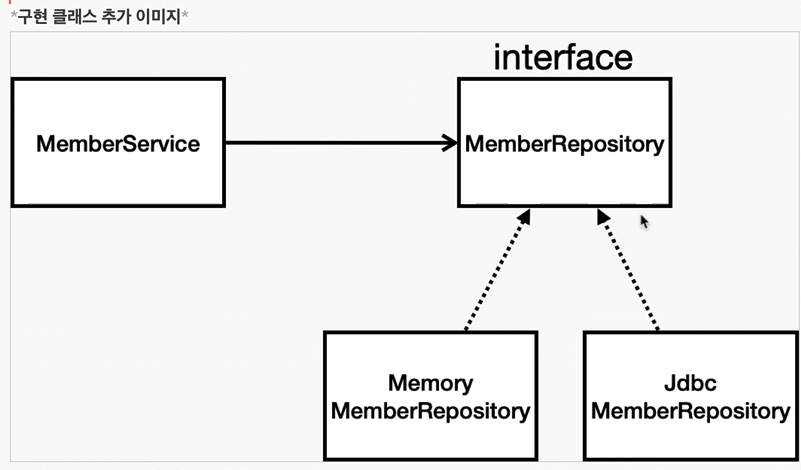 *구현 클래스 추가 이미지*
interface
MemberService
MemberRepository
Memory
MemberRepository
Jdbc
MemberRepository